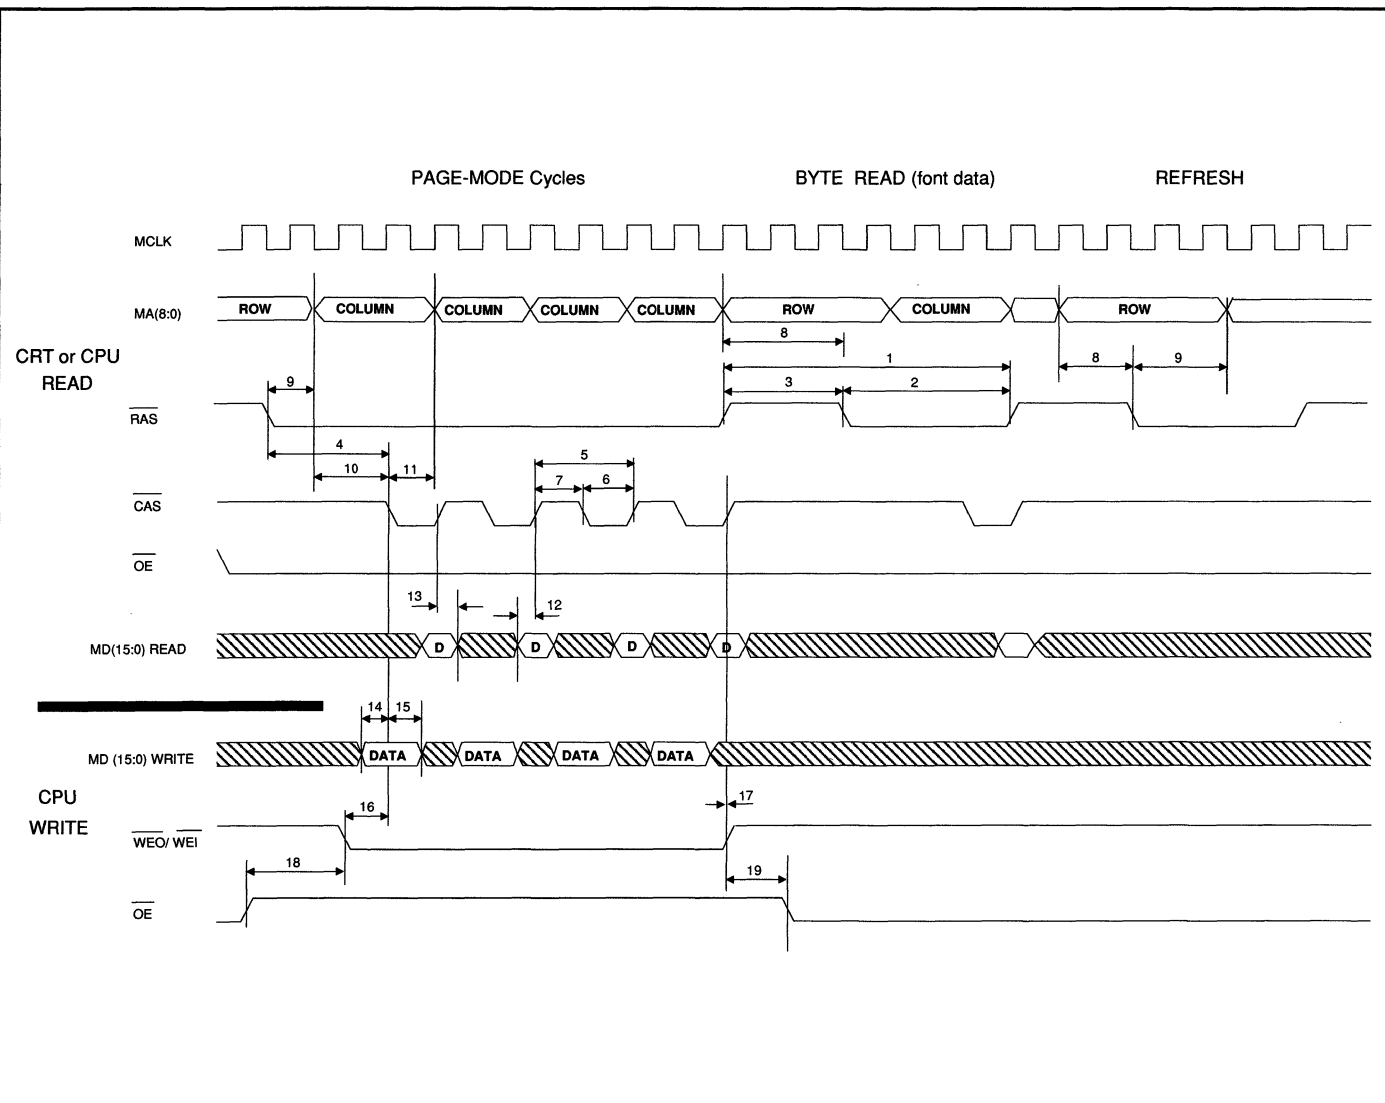 PAGE-MODE Cycles BYTE READ (font data) REFRESH
MCLK
MA(8:0) ROW COLUMN COLUMN COLUMN COLUMN ROW COLUMN ROW
8
CRT or CPU
READ
1
8 9
9 3 2
RAS
4
10 11 5
7 6
CAS
OE
13 12
MD(15:0) READ D D D D
14 15
MD (15:0) WRITE DATA DATA DATA DATA
CPU
WRITE
17
16
WEO/ WEI
18 19
OE